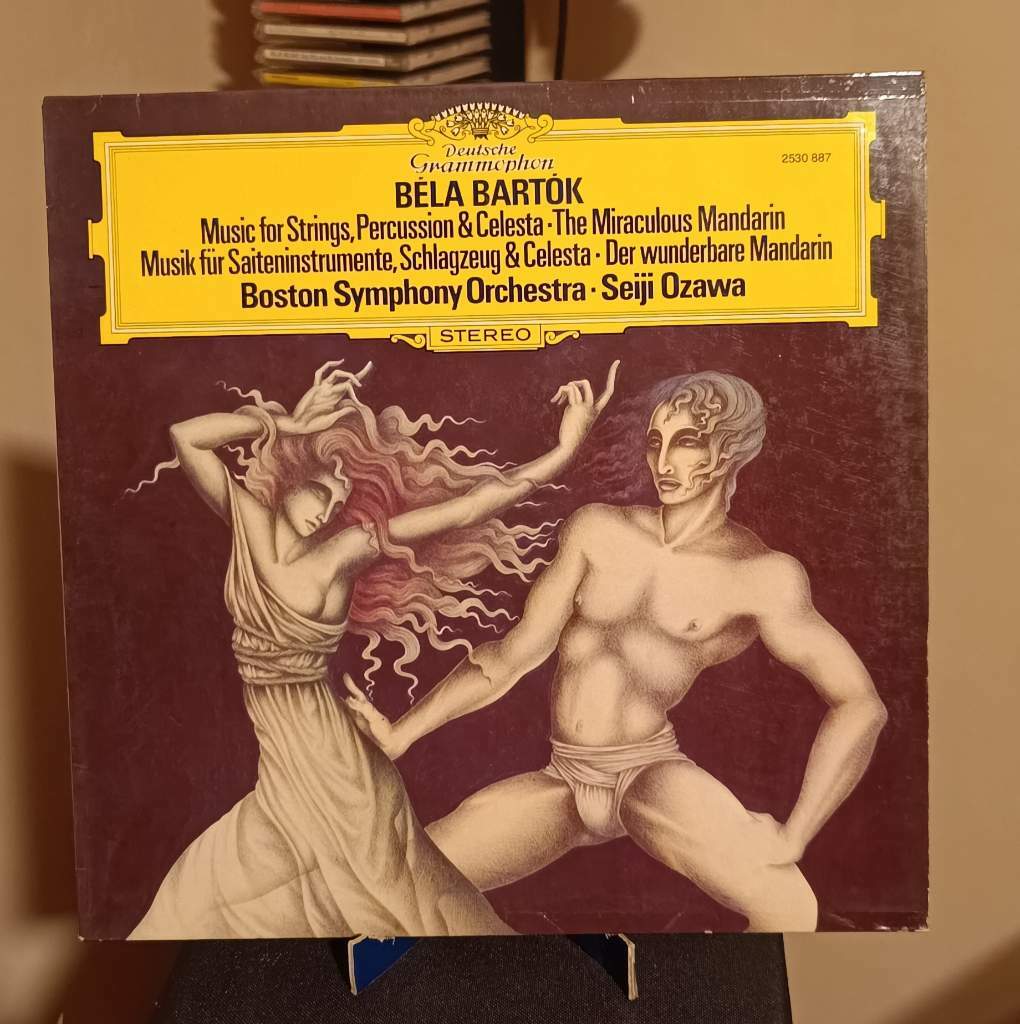 Deutsche
Grammophon
2530 887
BÉLA BARTÓK
Music for Strings, Percussion & Celesta · The Miraculous Mandarin
Musik für Saiteninstrumente, Schlagzeug & Celesta · Der wunderbare Mandarin
Boston Symphony Orchestra · Seiji Ozawa
STEREO